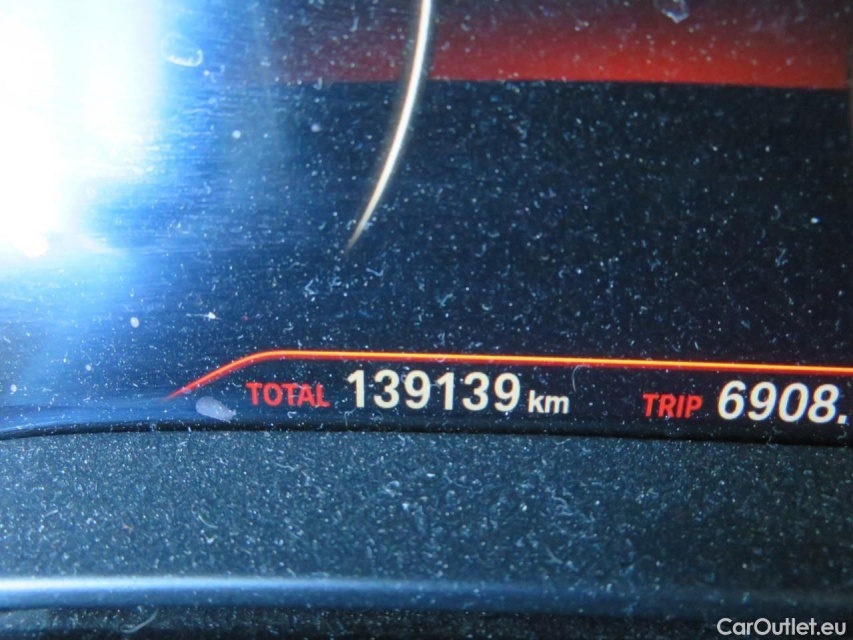 TOTAL 139139 km TRIP 6908.
CarOutlet.eu